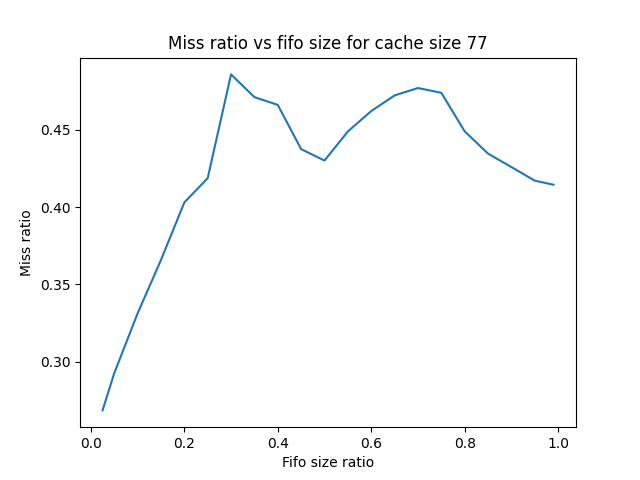 Miss ratio vs fifo size for cache size 77
0.45
0.40
0.35
0.30
Miss ratio
0.0 0.2 0.4 0.6 0.8 1.0
Fifo size ratio